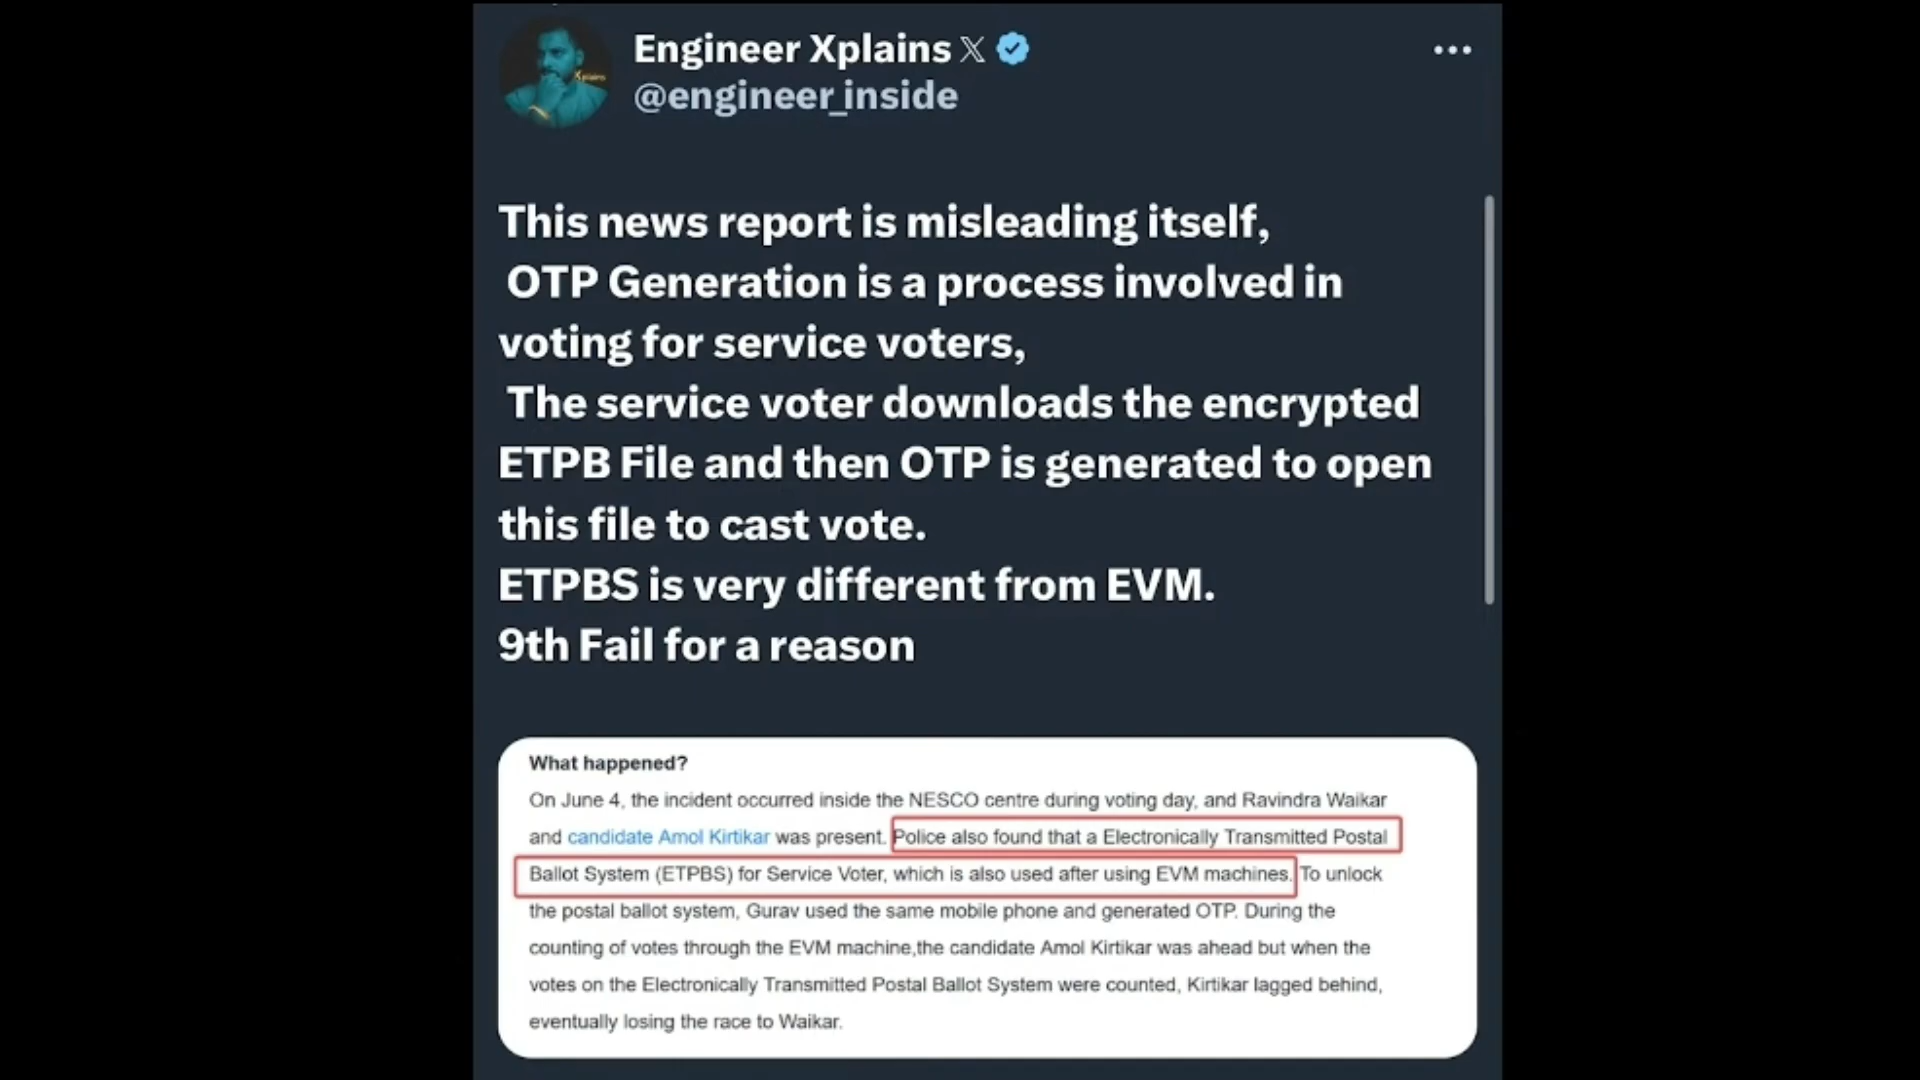 Engineer Xplains X
@engineer_inside
Xplains
This news report is misleading itself,
OTP Generation is a process involved in
voting for service voters,
The service voter downloads the encrypted
ETPB File and then OTP is generated to open
this file to cast vote.
ETPBS is very different from EVM.
9th Fail for a reason
What happened?
On June 4, the incident occurred inside the NESCO centre during voting day, and Ravindra Waikar
and candidate Amol Kirtikar was present. Police also found that a Electronically Transmitted Postal
Ballot System (ETPBS) for Service Voter, which is also used after using EVM machines. To unlock
the postal ballot system, Gurav used the same mobile phone and generated OTP. During the
counting of votes through the EVM machine,the candidate Amol Kirtikar was ahead but when the
votes on the Electronically Transmitted Postal Ballot System were counted, Kirtikar lagged behind,
eventually losing the race to Waikar.